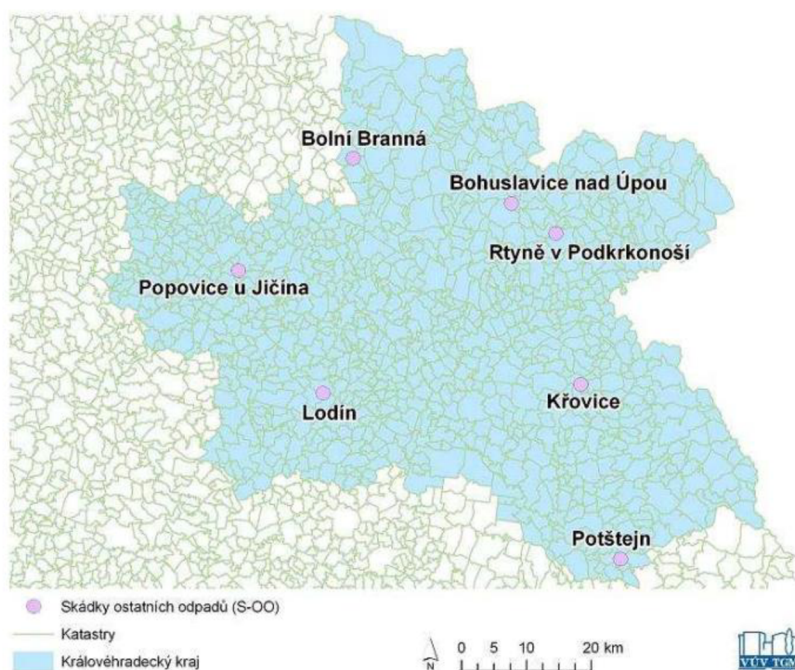 Bolní Branná
Bohuslavice nad Úpou
Rtyně v Podkrkonoší
Popovice u Jičína
Lodín
Křovice
Potštejn
Skádky ostatních odpadů (S-OO)
Katastry
Královéhradecký kraj
N
0 5 10 20 km
VÚV TGM